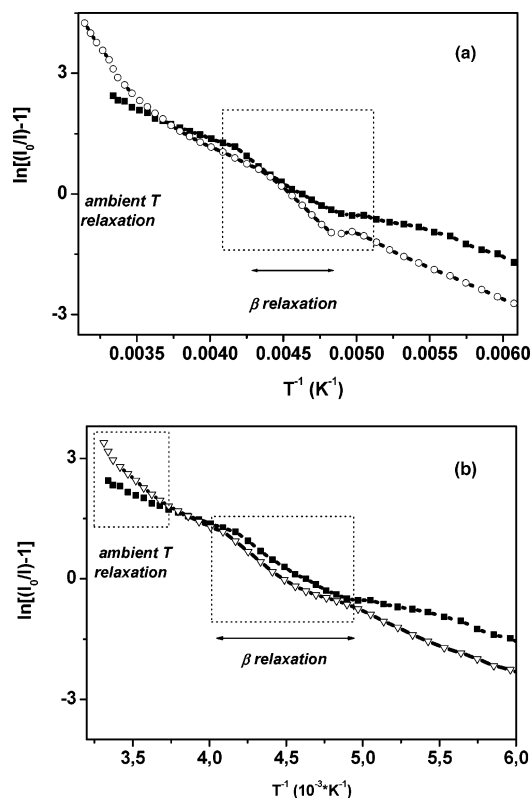 (a)
3
0
-3
ln[(I0/I)-1]
ambient T
relaxation
β relaxation
0.0035 0.0040 0.0045 0.0050 0.0055 0.0060
T-1 (K-1)
(b)
3
0
-3
ln[(I0/I)-1]
ambient T
relaxation
β relaxation
3,5 4,0 4,5 5,0 5,5 6,0
T-1 (10-3*K-1)